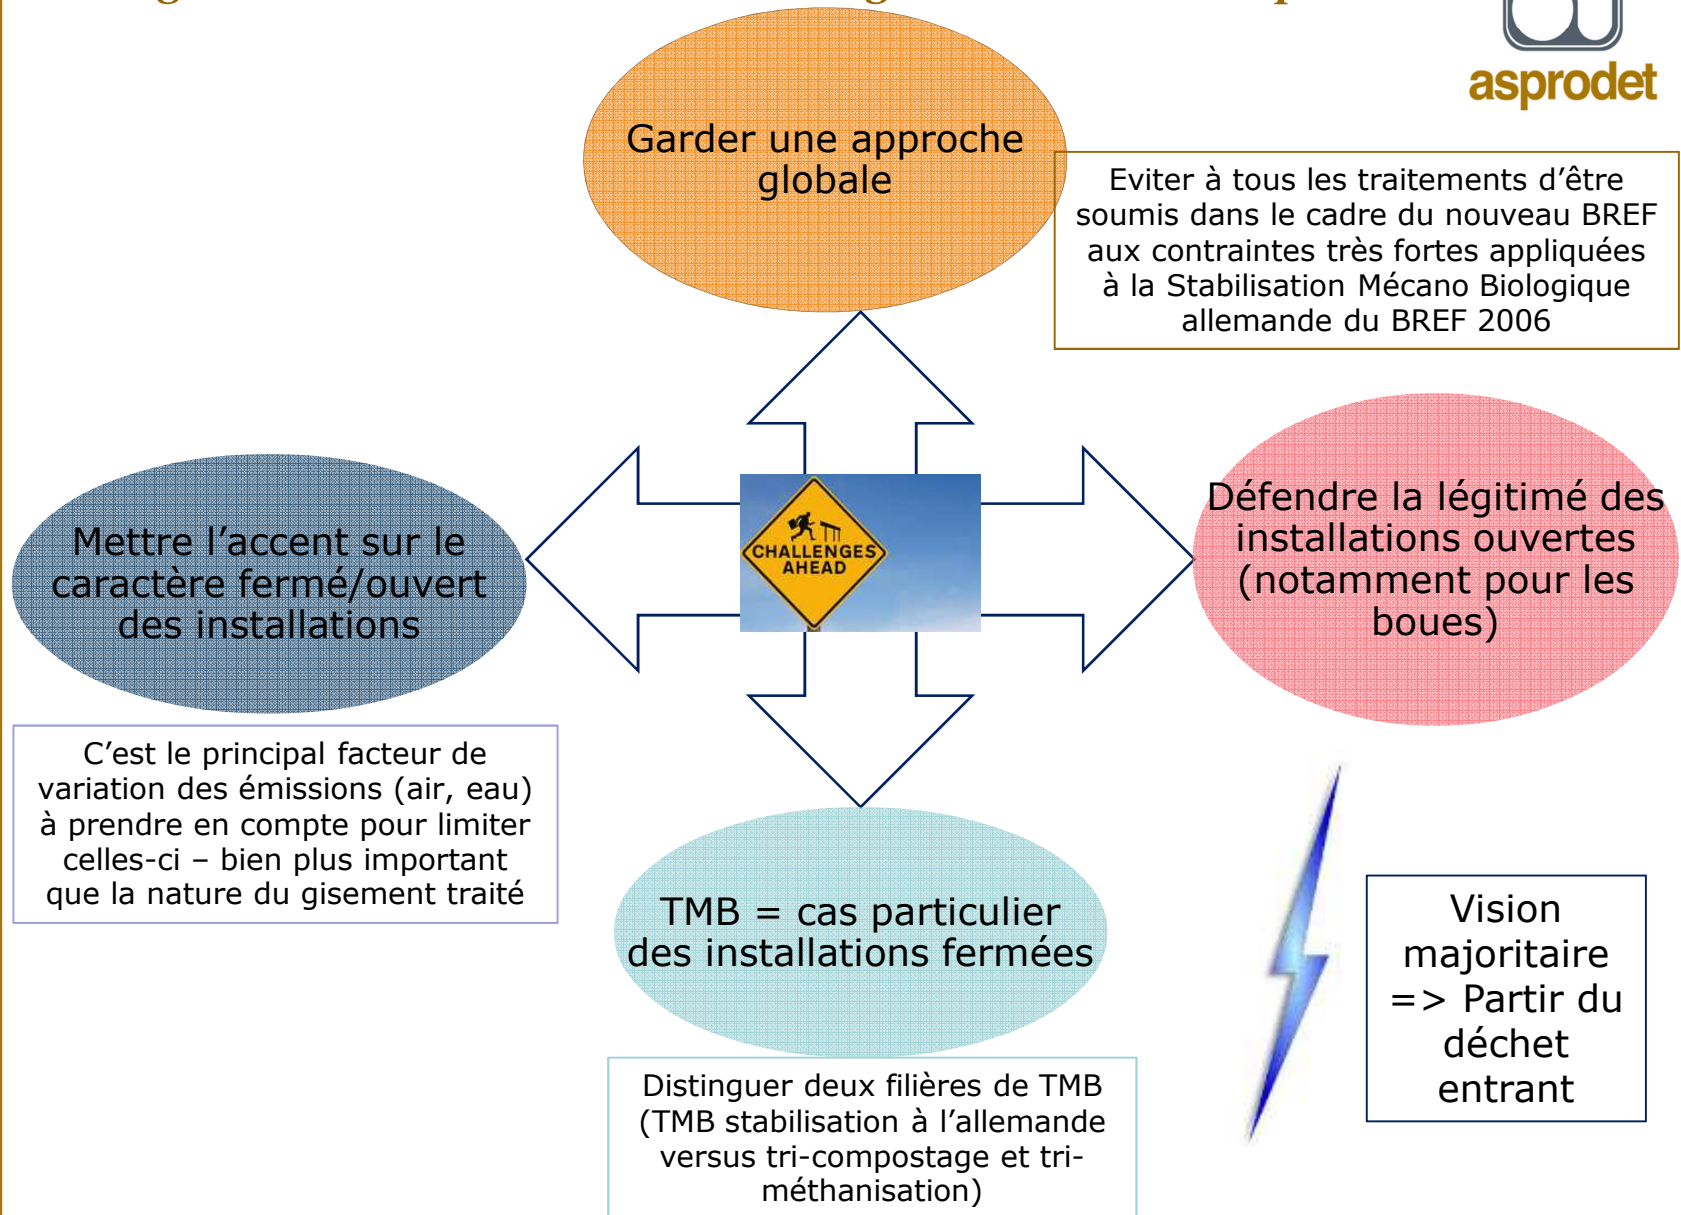 asprodet
Garder une approche
globale
Eviter à tous les traitements d’être
soumis dans le cadre du nouveau BREF
aux contraintes très fortes appliquées
à la Stabilisation Mécano Biologique
allemande du BREF 2006
Mettre l’accent sur le
caractère fermé/ouvert
des installations
CHALLENGES
AHEAD
Défendre la légitimé des
installations ouvertes
(notamment pour les
boues)
C’est le principal facteur de
variation des émissions (air, eau)
à prendre en compte pour limiter
celles-ci – bien plus important
que la nature du gisement traité
TMB = cas particulier
des installations fermées
Vision
majoritaire
=> Partir du
déchet
entrant
Distinguer deux filières de TMB
(TMB stabilisation à l’allemande
versus tri-compostage et tri-
méthanisation)